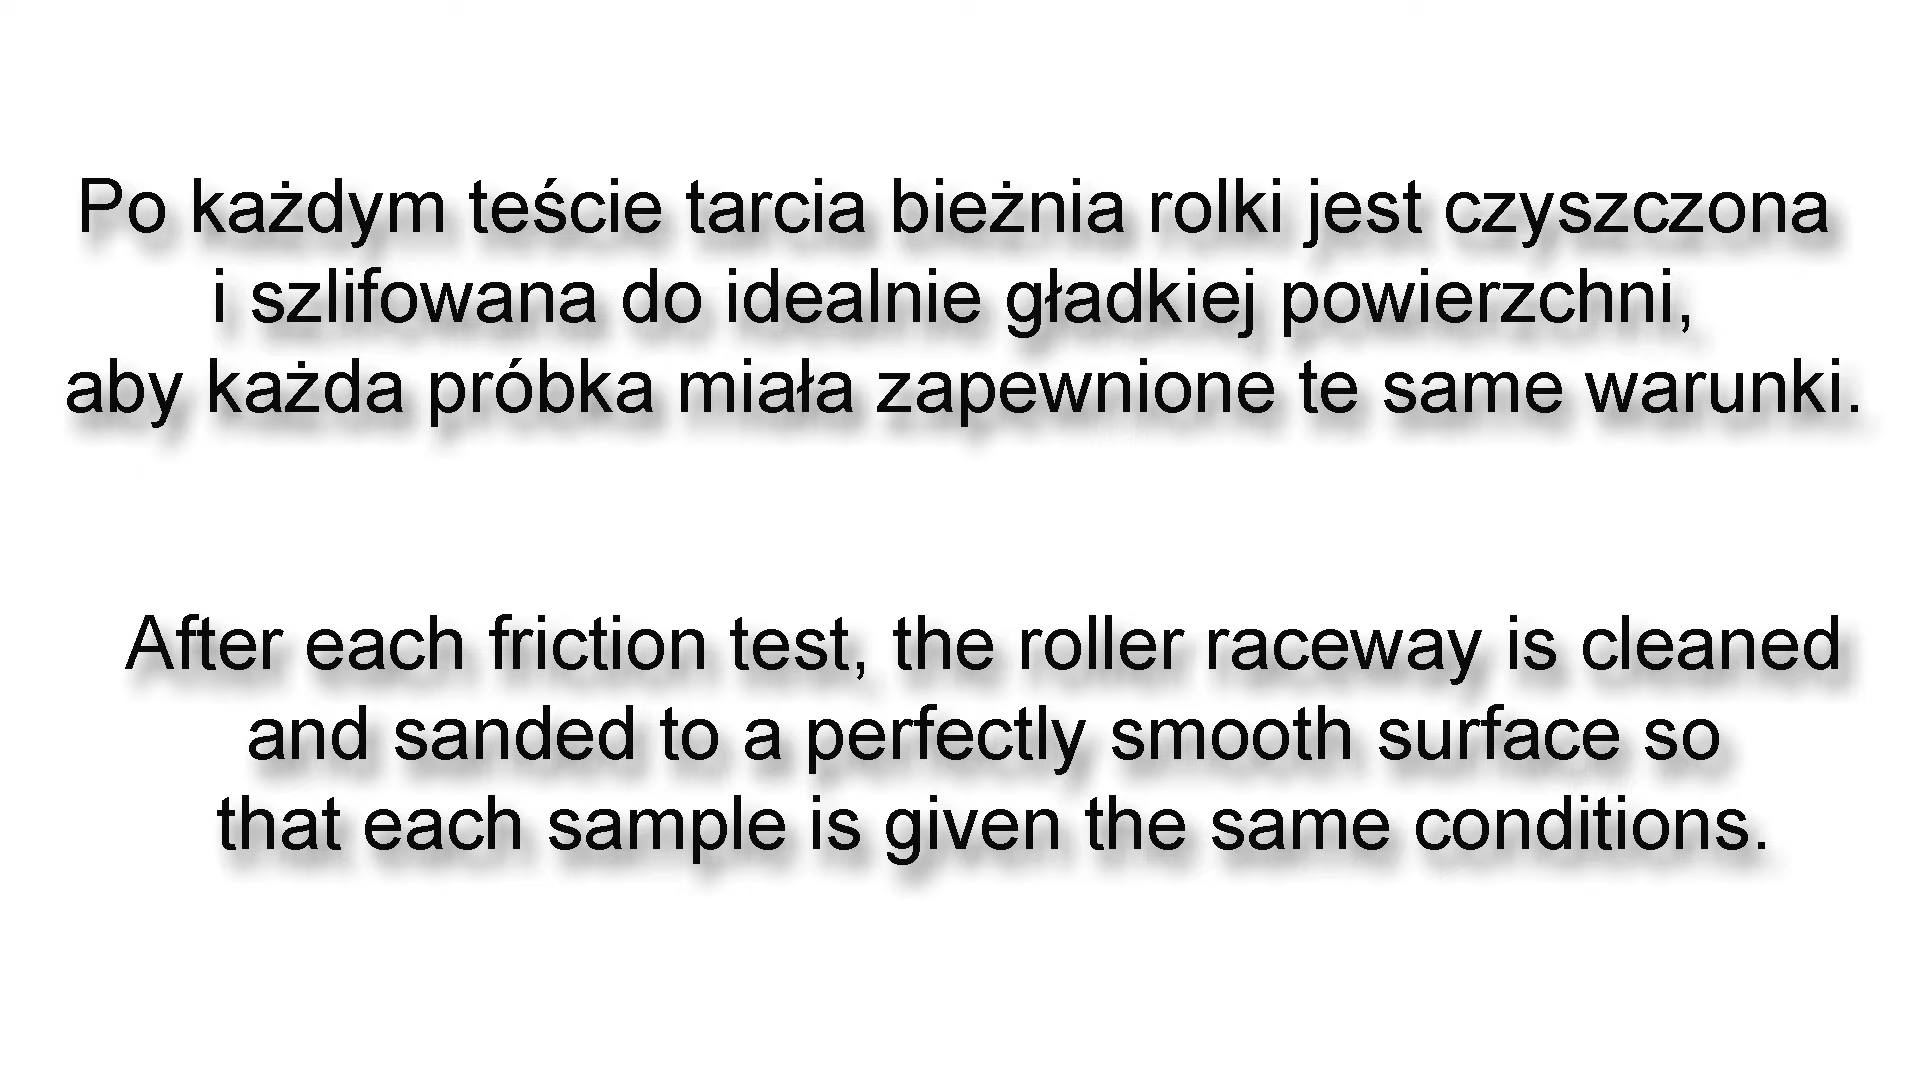 Po każdym teście tarcia bieżnia rolki jest czyszczona
i szlifowana do idealnie gładkiej powierzchni,
aby każda próbka miała zapewnione te same warunki.
After each friction test, the roller raceway is cleaned
and sanded to a perfectly smooth surface so
that each sample is given the same conditions.